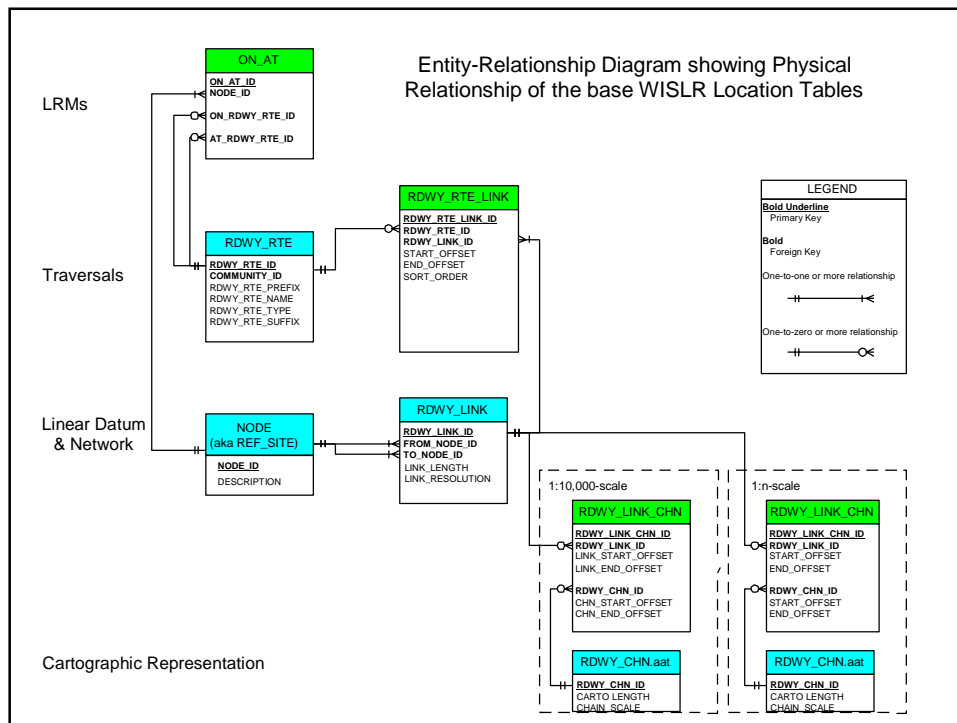 Entity-Relationship Diagram showing Physical
Relationship of the base WISLR Location Tables
LRMs
ON_AT
ON_AT_ID
NODE_ID
ON_RDWY_RTE_ID
AT_RDWY_RTE_ID
Traversals
RDWY_RTE
RDWY_RTE_ID
COMMUNITY_ID
RDWY_RTE_PREFIX
RDWY_RTE_NAME
RDWY_RTE_TYPE
RDWY_RTE_SUFFIX
RDWY_RTE_LINK
RDWY_RTE_LINK_ID
RDWY_RTE_ID
RDWY_LINK_ID
START_OFFSET
END_OFFSET
SORT_ORDER
LEGEND
Bold Underline
Primary Key
Bold
Foreign Key
One-to-one or more relationship
One-to-zero or more relationship
Linear Datum
& Network
NODE
(aka REF_SITE)
NODE_ID
DESCRIPTION
RDWY_LINK
RDWY_LINK_ID
FROM_NODE_ID
TO_NODE_ID
LINK_LENGTH
LINK_RESOLUTION
1:10,000-scale
RDWY_LINK_CHN
RDWY_LINK_CHN_ID
RDWY_LINK_ID
LINK_START_OFFSET
LINK_END_OFFSET
RDWY_CHN_ID
CHN_START_OFFSET
CHN_END_OFFSET
1:n-scale
RDWY_LINK_CHN
RDWY_LINK_CHN_ID
RDWY_LINK_ID
START_OFFSET
END_OFFSET
RDWY_CHN_ID
START_OFFSET
END_OFFSET
Cartographic Representation
RDWY_CHN.aat
RDWY_CHN_ID
CARTO LENGTH
CHAIN_SCALE
RDWY_CHN.aat
RDWY_CHN_ID
CARTO LENGTH
CHAIN_SCALE